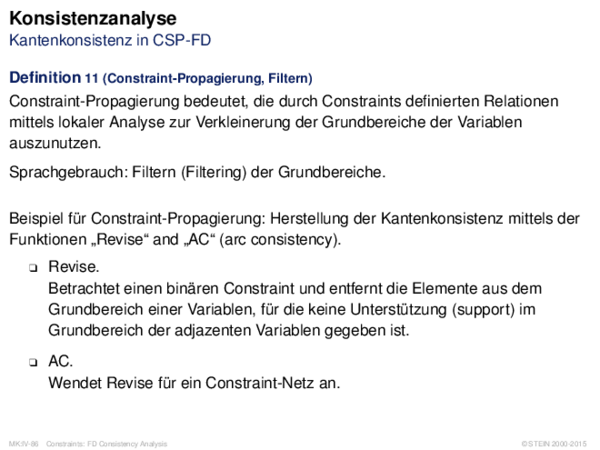 Konsistenzanalyse
Kantenkonsistenz in CSP-FD
Definition 11 (Constraint-Propagierung, Filtern)
Constraint-Propagierung bedeutet, die durch Constraints definierten Relationen
mittels lokaler Analyse zur Verkleinerung der Grundbereiche der Variablen
auszunutzen.
Sprachgebrauch: Filtern (Filtering) der Grundbereiche.
Beispiel für Constraint-Propagierung: Herstellung der Kantenkonsistenz mittels der
Funktionen „Revise“ and „AC“ (arc consistency).
❑ Revise.
Betrachtet einen binären Constraint und entfernt die Elemente aus dem
Grundbereich einer Variablen, für die keine Unterstützung (support) im
Grundbereich der adjazenten Variablen gegeben ist.
❑ AC.
Wendet Revise für ein Constraint-Netz an.
MK:IV-86 Constraints: FD Consistency Analysis © STEIN 2000-2015